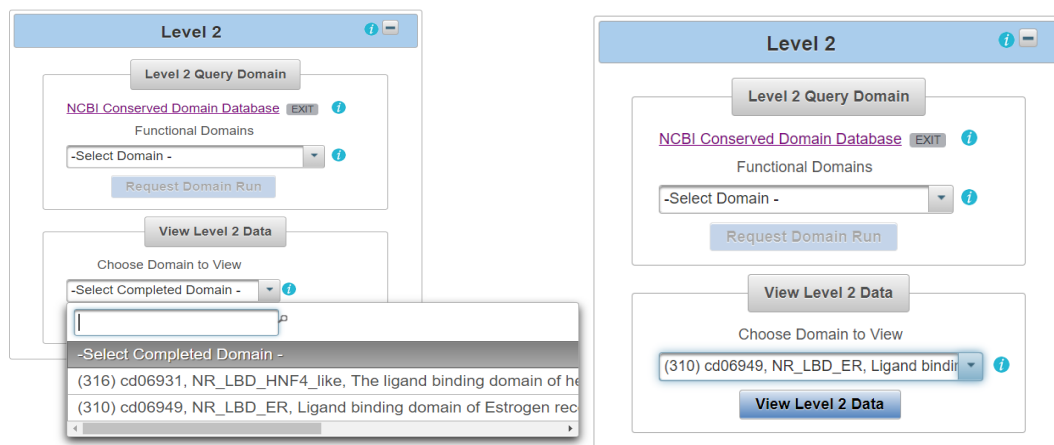 Level 2
Level 2 Query Domain
NCBI Conserved Domain Database EXIT
Functional Domains
-Select Domain -
Request Domain Run
View Level 2 Data
Choose Domain to View
-Select Completed Domain -
-Select Completed Domain -
(316) cd06931, NR_LBD_HNF4_like, The ligand binding domain of he
(310) cd06949, NR_LBD_ER, Ligand binding domain of Estrogen rec
Level 2
Level 2 Query Domain
NCBI Conserved Domain Database EXIT
Functional Domains
-Select Domain -
Request Domain Run
View Level 2 Data
Choose Domain to View
(310) cd06949, NR_LBD_ER, Ligand bindin
View Level 2 Data